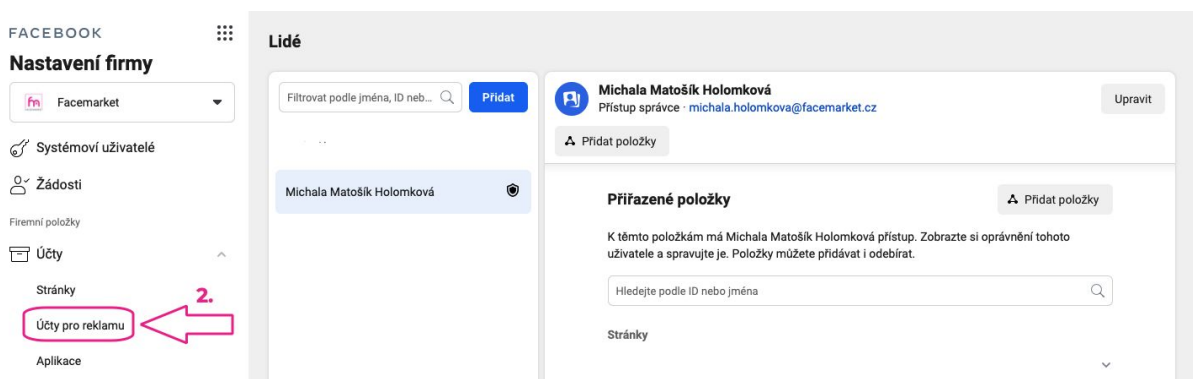 FACEBOOK
Nastavení firmy
fm Facemarket
Systémoví uživatelé
Žádosti
Firemní položky
Účty
Stránky
2.
Účty pro reklamu
Aplikace
Lidé
Filtrovat podle jména, ID neb...
Přidat
Michala Matošík Holomková
Michala Matošík Holomková
Přístup správce · michala.holomkova@facemarket.cz
Upravit
Přidat položky
Přiřazené položky
Přidat položky
K těmto položkám má Michala Matošík Holomková přístup. Zobrazte si oprávnění tohoto
uživatele a spravujte je. Položky můžete přidávat i odebírat.
Hledejte podle ID nebo jména
Stránky